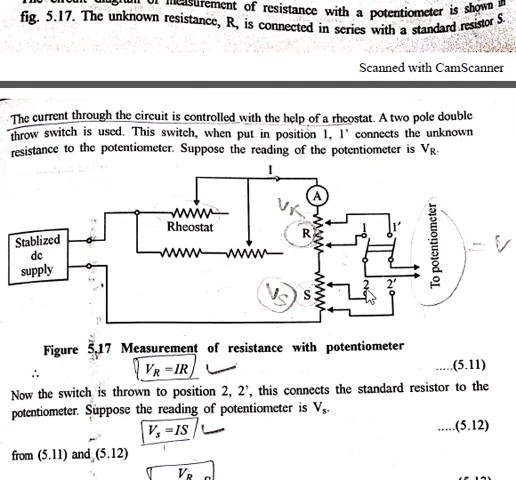 The circuit diagram of measurement of resistance with a potentiometer is shown in
fig. 5.17. The unknown resistance, R, is connected in series with a standard resistor S.
Scanned with CamScanner
The current through the circuit is controlled with the help of a rheostat. A two pole double
throw switch is used. This switch, when put in position 1, 1' connects the unknown
resistance to the potentiometer. Suppose the reading of the potentiometer is VR.
I
A
VR
Rheostat
R
1 1'
Stablized
dc
supply
To potentiometer
= V
Vs
S
2 2'
Figure 5.17 Measurement of resistance with potentiometer
∴ VR =IR .....(5.11)
Now the switch is thrown to position 2, 2', this connects the standard resistor to the
potentiometer. Suppose the reading of potentiometer is Vs.
Vs =IS .....(5.12)
from (5.11) and (5.12)
VR